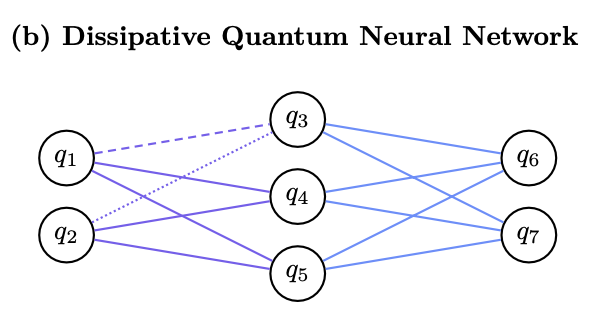 (b) Dissipative Quantum Neural Network
q₃
q₁
q₆
q₄
q₂
q₇
q₅